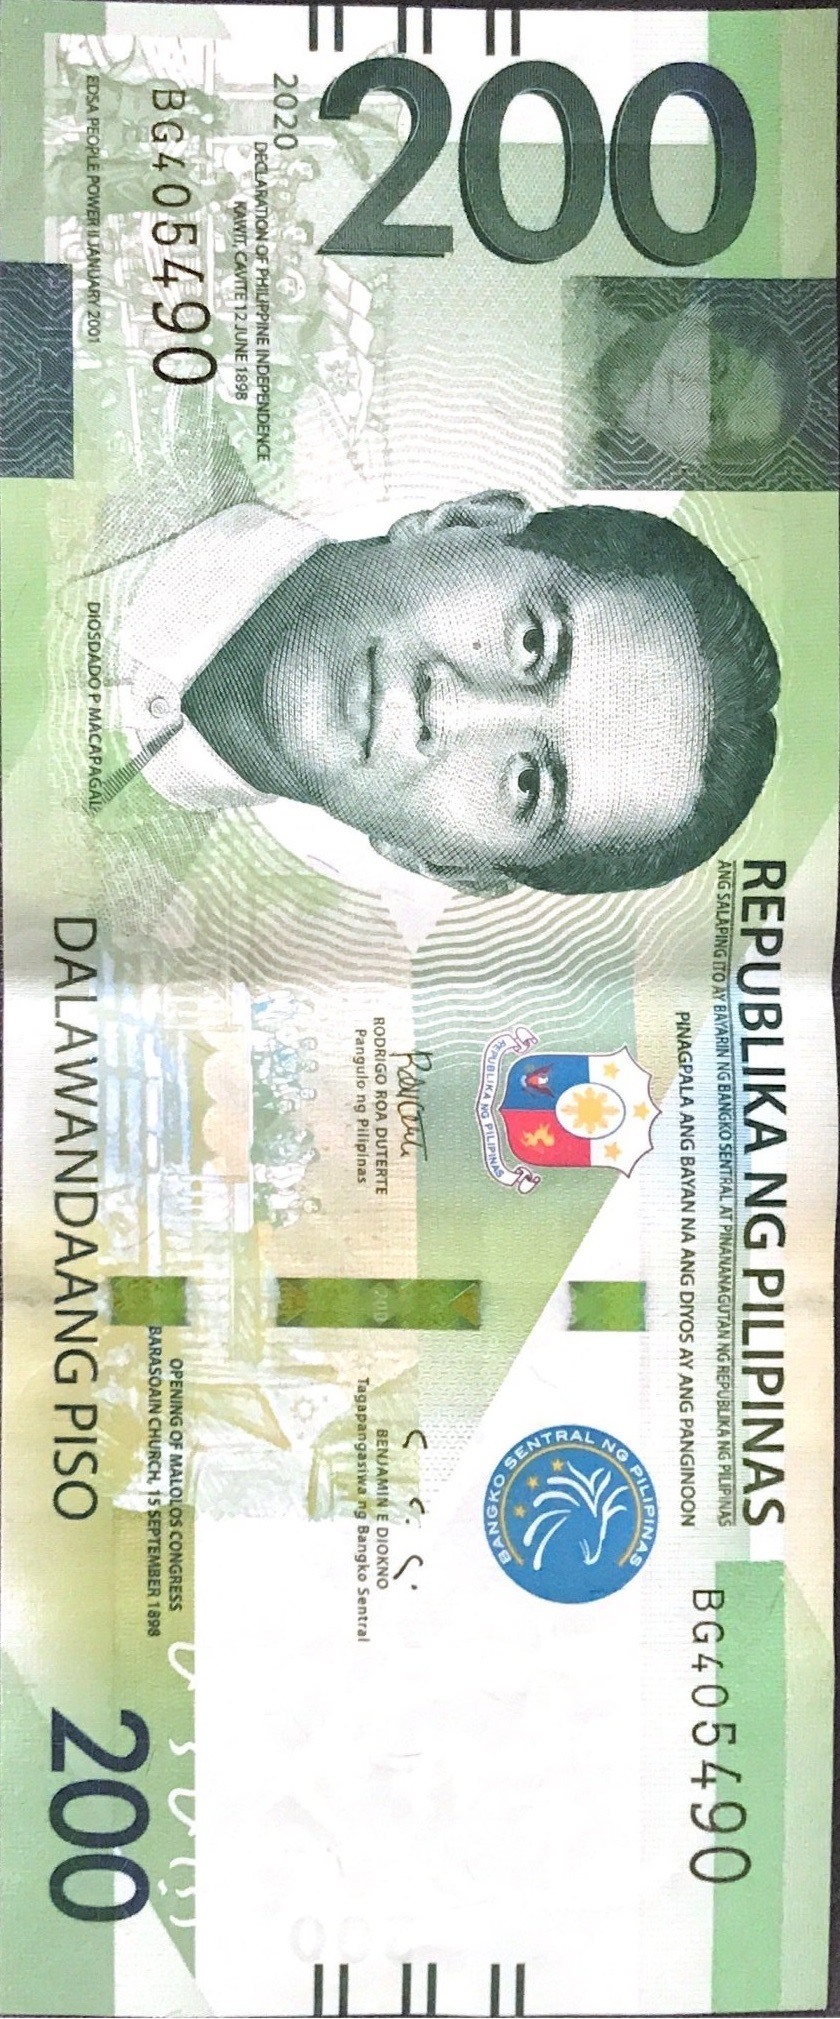 200
REPUBLIKA NG PILIPINAS
ANG SALAPING ITO AY BAYARIN NG BANGKO SENTRAL AT PINANANAGUTAN NG REPUBLIKA NG PILIPINAS
PINAGPALA ANG BAYAN NA ANG DIYOS AY ANG PANGINOON
BG405490
REPUBLIKA NG PILIPINAS
BANGKO SENTRAL NG PILIPINAS
2020
DECLARATION OF PHILIPPINE INDEPENDENCE
KAWIT, CAVITE 12 JUNE 1898
RODRIGO ROA DUTERTE
Pangulo ng Pilipinas
BENJAMIN E DIOKNO
Tagapangasiwa ng Bangko Sentral
200
BG405490
EDSA PEOPLE POWER II JANUARY 2001
DIOSDADO P MACAPAGAL
OPENING OF MALOLOS CONGRESS
BARASOAIN CHURCH, 15 SEPTEMBER 1898
DALAWANDAANG PISO
200